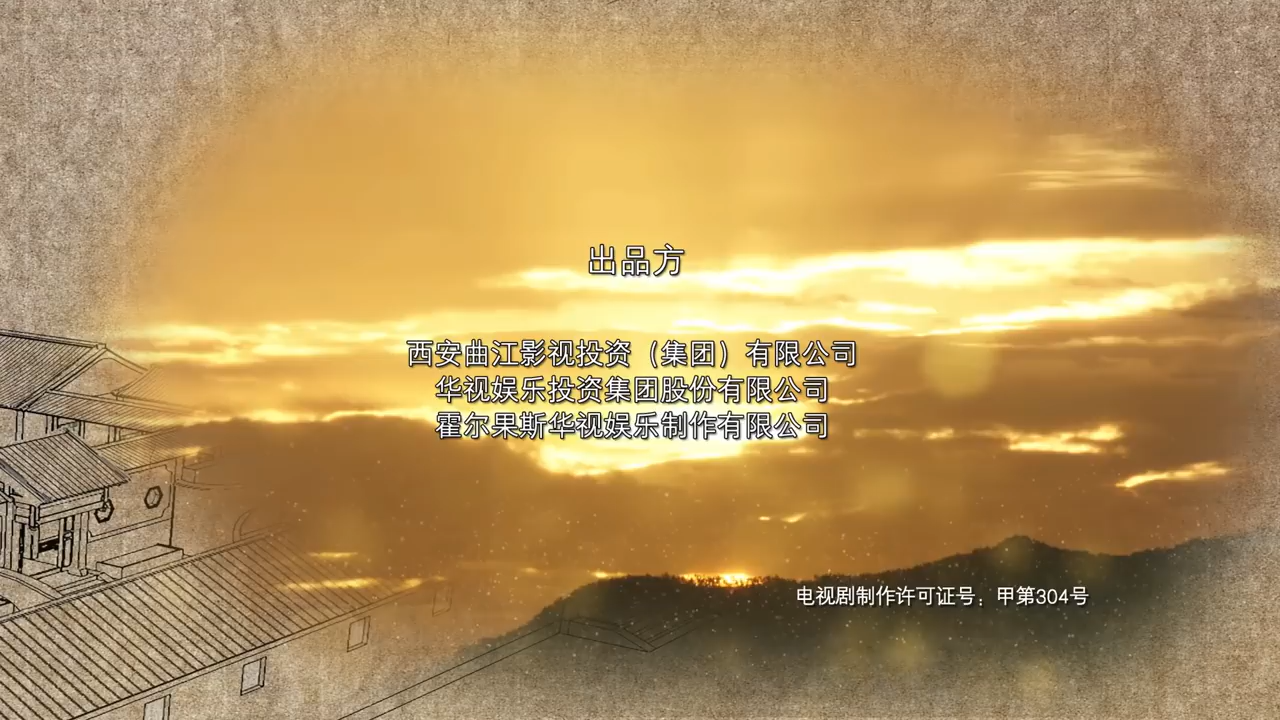 出品方
西安曲江影视投资（集团）有限公司
华视娱乐投资集团股份有限公司
霍尔果斯华视娱乐制作有限公司
电视剧制作许可证号：甲第304号